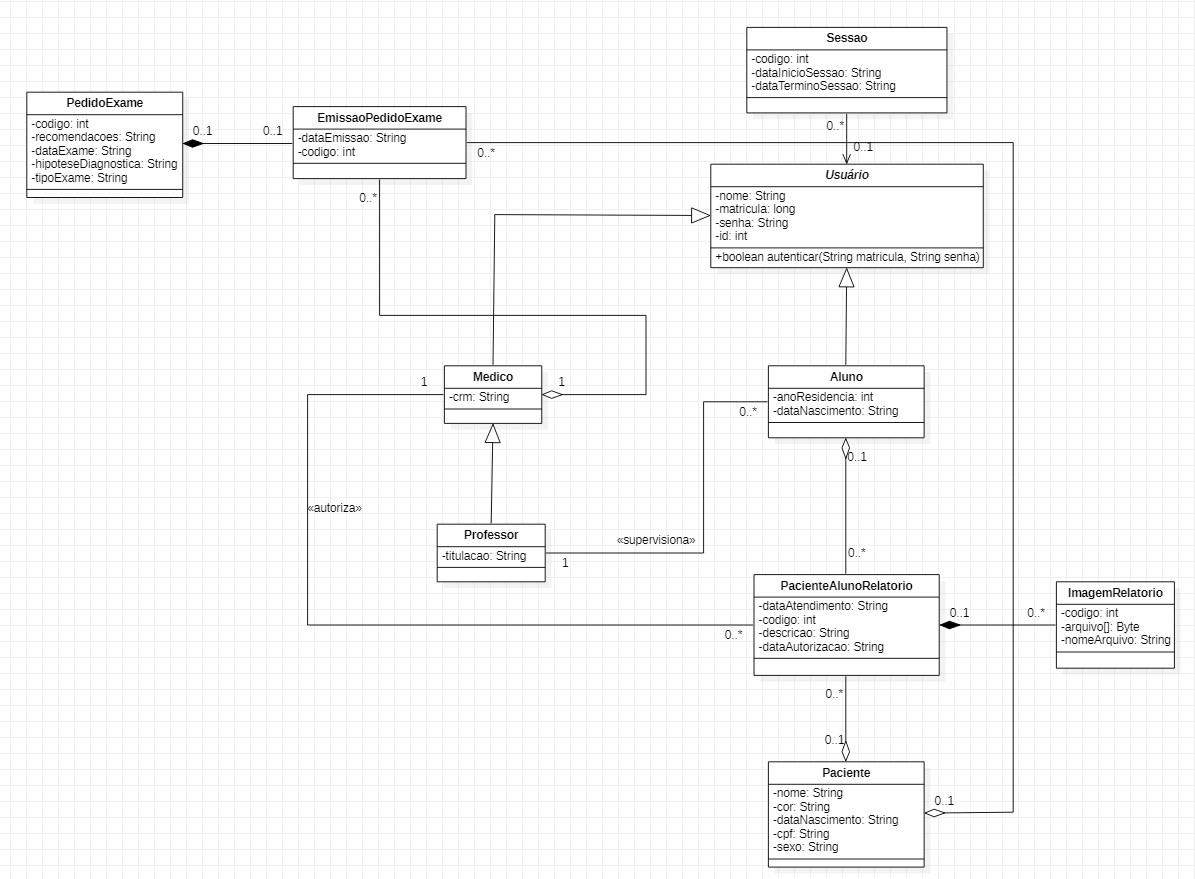 Sessao
-codigo: int
-dataInicioSessao: String
-dataTerminoSessao: String
0..*
0..1
PedidoExame
-codigo: int
-recomendacoes: String
-dataExame: String
-hipoteseDiagnostica: String
-tipoExame: String
0..1
0..1
EmissaoPedidoExame
-dataEmissao: String
-codigo: int
0..*
0..*
Usuário
-nome: String
-matricula: long
-senha: String
-id: int
+boolean autenticar(String matricula, String senha)
Medico
-crm: String
1
1
Aluno
-anoResidencia: int
-dataNascimento: String
0..*
0..1
«autoriza»
Professor
-titulacao: String
1
«supervisiona»
0..*
PacienteAlunoRelatorio
-dataAtendimento: String
-codigo: int
-descricao: String
-dataAutorizacao: String
0..*
0..1
0..*
ImagemRelatorio
-codigo: int
-arquivo[]: Byte
-nomeArquivo: String
0..*
0..1
Paciente
-nome: String
-cor: String
-dataNascimento: String
-cpf: String
-sexo: String
0..1